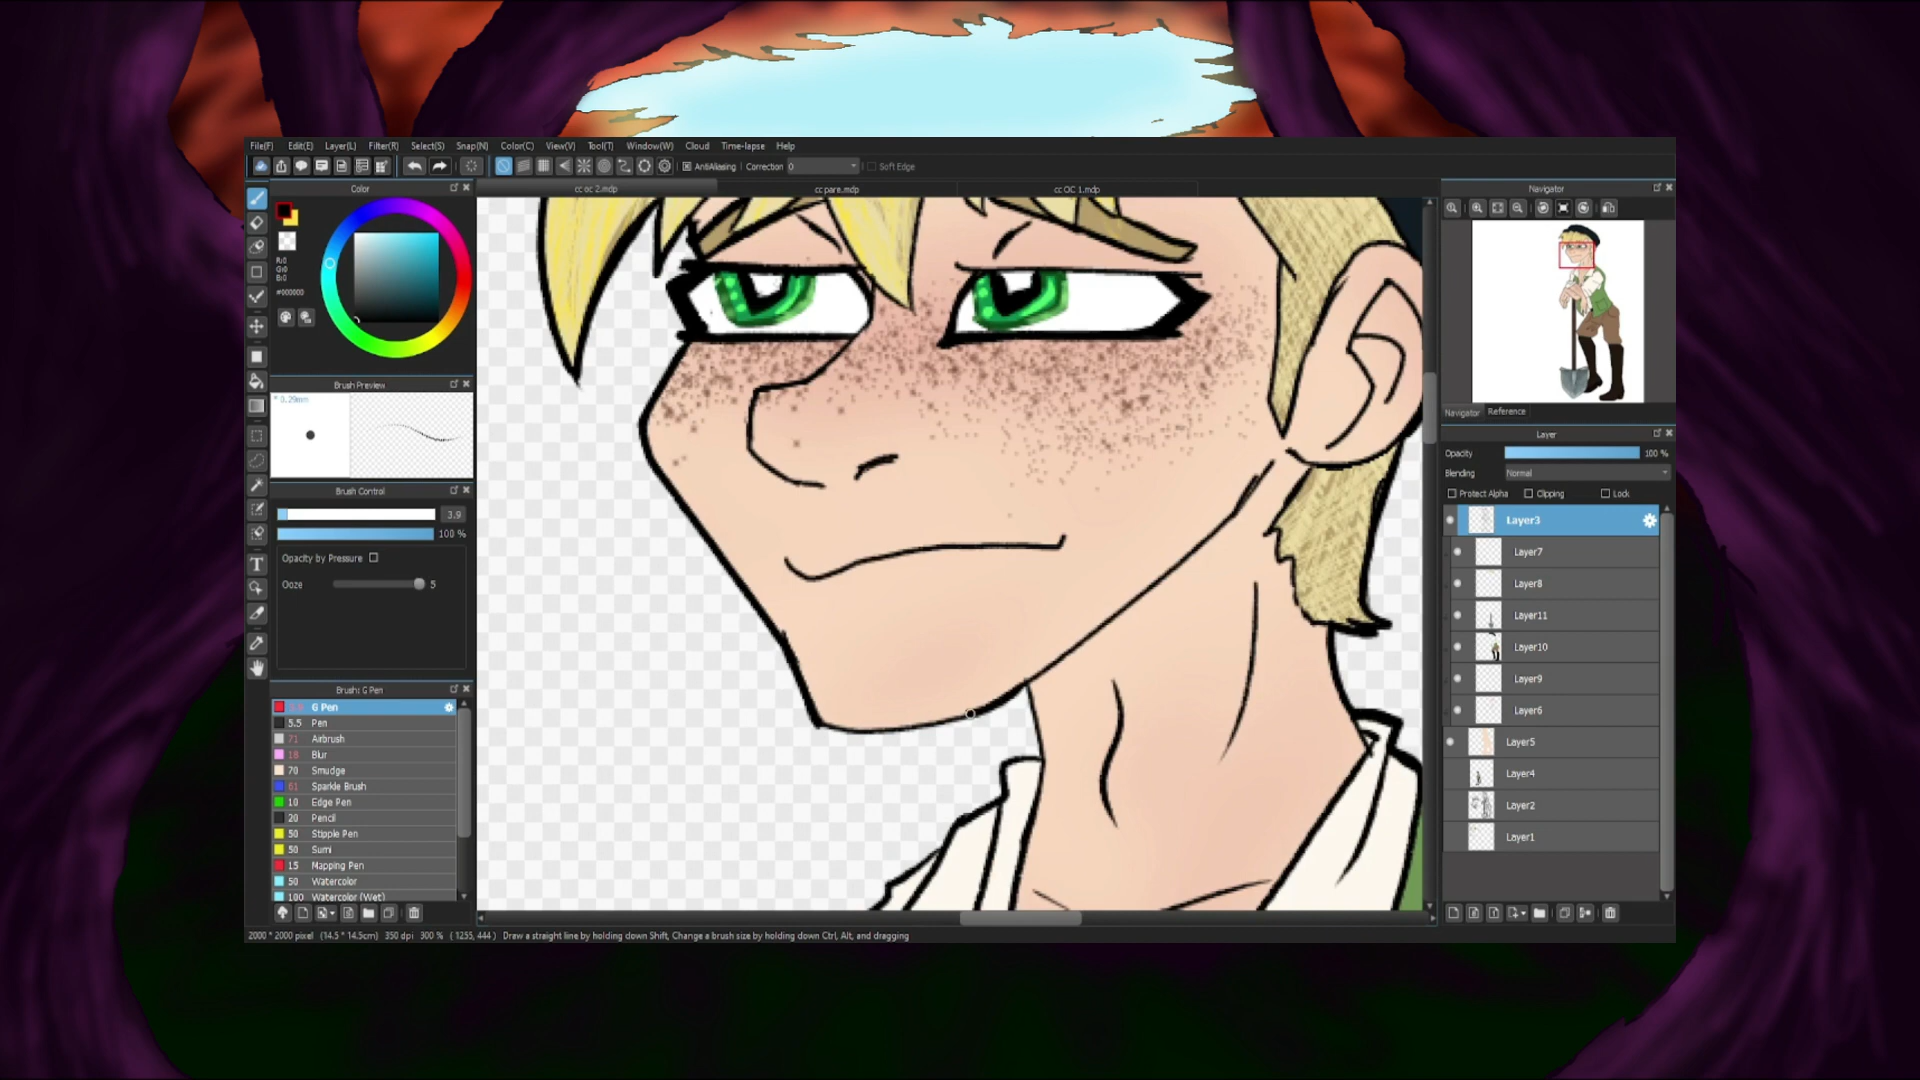 File(F) Edit(E) Layer(L) Filter(R) Select(S) Snap(N) Color(C) View(V) Tool(T) Window(W) Cloud Time-lapse Help
AntiAliasing Correction 0 Soft Edge
Color
cc oc 2.mdp cc pare.mdp cc OC 1.mdp
Navigator
R:0
G:0
B:0
#000000
Brush Preview
* 0.29mm
Navigator Reference
Layer
Opacity 100 %
Blending Normal
Protect Alpha Clipping Lock
Brush Control
3.9
100 %
Opacity by Pressure
Ooze 5
Layer3
Layer7
Layer8
Layer11
Layer10
Layer9
Layer6
Layer5
Layer4
Layer2
Layer1
Brush: G Pen
G Pen
5.5 Pen
71 Airbrush
18 Blur
70 Smudge
61 Sparkle Brush
10 Edge Pen
20 Pencil
50 Stipple Pen
50 Sumi
15 Mapping Pen
50 Watercolor
100 Watercolor (Wet)
2000 * 2000 pixel (14.5 * 14.5cm) 350 dpi 300 % ( 1255, 444 ) Draw a straight line by holding down Shift, Change a brush size by holding down Ctrl, Alt, and dragging